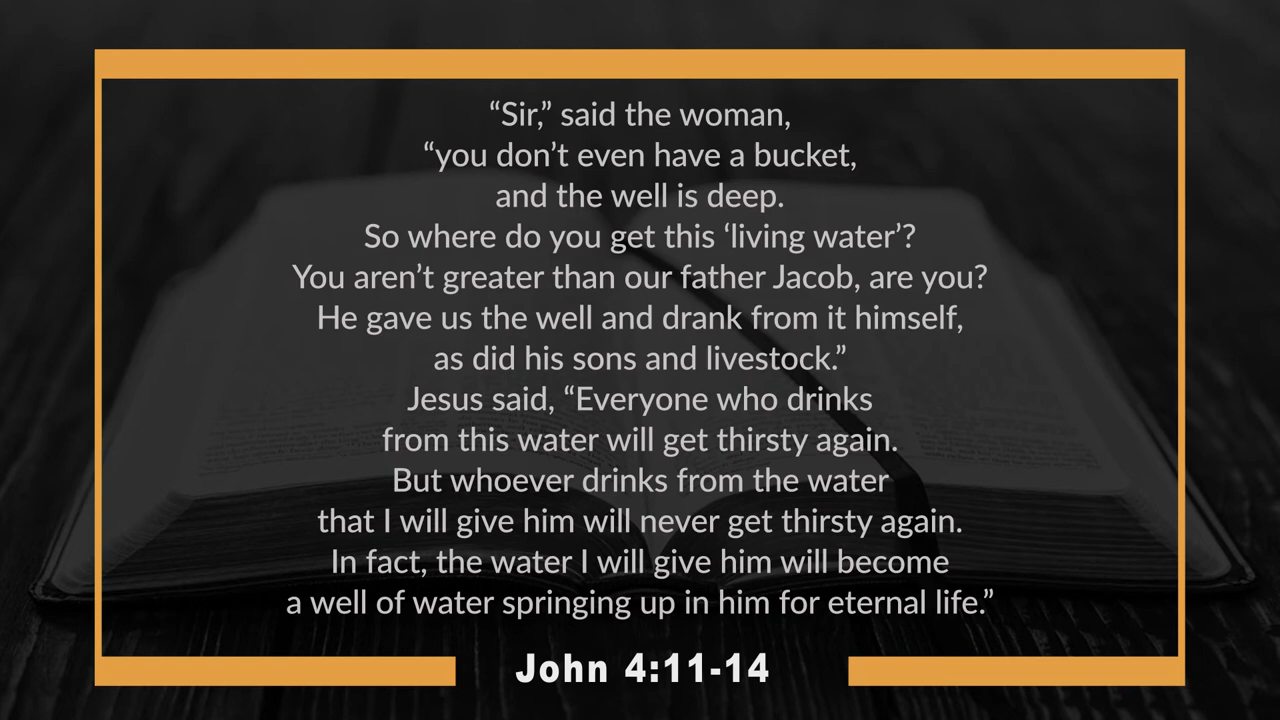 “Sir,” said the woman,
“you don’t even have a bucket,
and the well is deep.
So where do you get this ‘living water’?
You aren’t greater than our father Jacob, are you?
He gave us the well and drank from it himself,
as did his sons and livestock.”
Jesus said, “Everyone who drinks
from this water will get thirsty again.
But whoever drinks from the water
that I will give him will never get thirsty again.
In fact, the water I will give him will become
a well of water springing up in him for eternal life.”
John 4:11-14